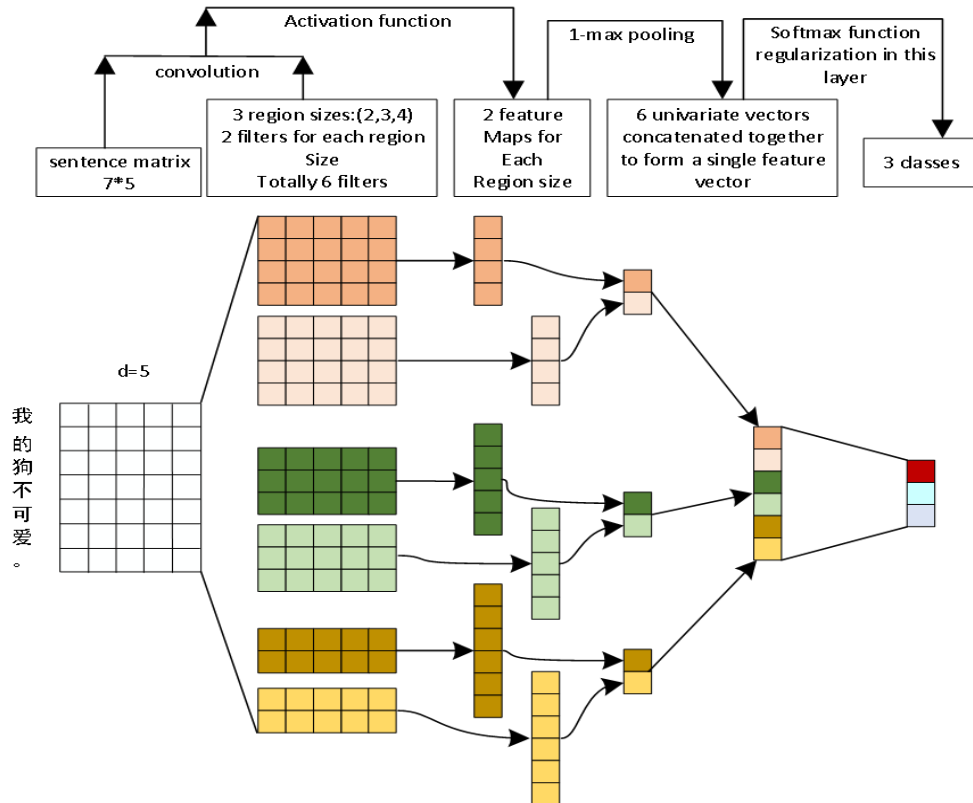 Activation function
convolution
1-max pooling
Softmax function
regularization in this
layer
sentence matrix
7*5
3 region sizes:(2,3,4)
2 filters for each region
Size
Totally 6 filters
2 feature
Maps for
Each
Region size
6 univariate vectors
concatenated together
to form a single feature
vector
3 classes
d=5
我
的
狗
不
可
爱
。